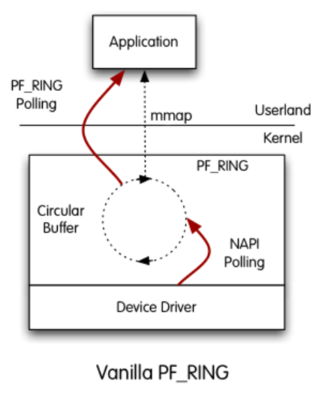 Application
PF_RING
Polling
mmap
Userland
Kernel
PF_RING
Circular
Buffer
NAPI
Polling
Device Driver
Vanilla PF_RING